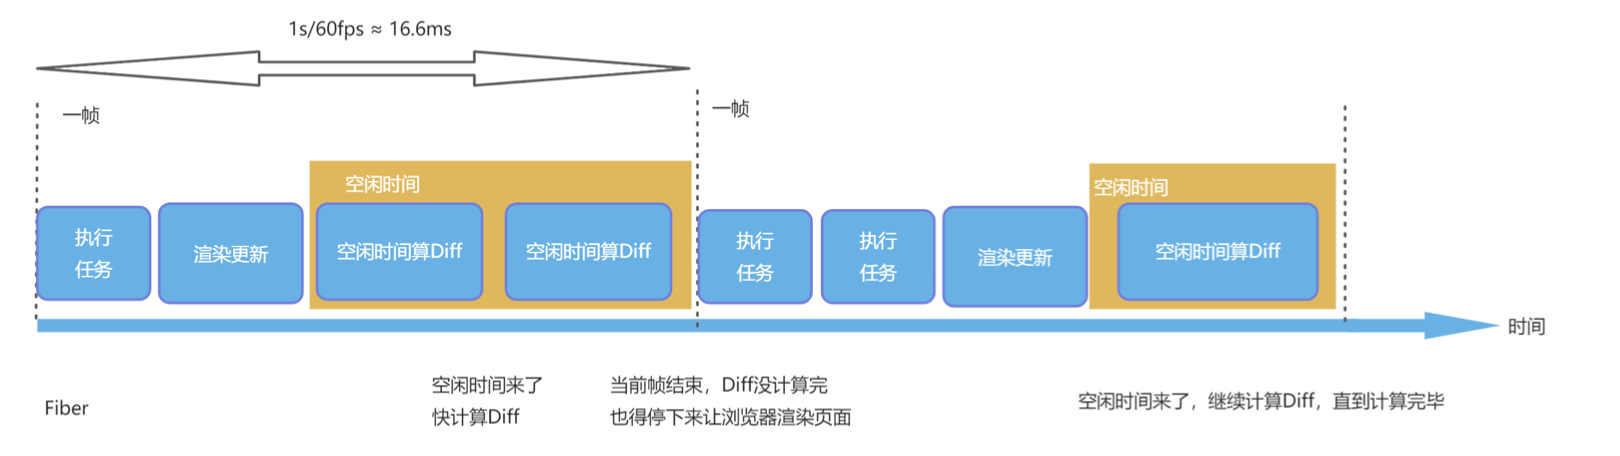 1s/60fps ≈ 16.6ms
一帧
一帧
空闲时间
空闲时间
执行
任务
渲染更新
空闲时间算Diff
空闲时间算Diff
执行
任务
执行
任务
渲染更新
空闲时间算Diff
时间
Fiber
空闲时间来了
快计算Diff
当前帧结束，Diff没计算完
也得停下来让浏览器渲染页面
空闲时间来了，继续计算Diff，直到计算完毕